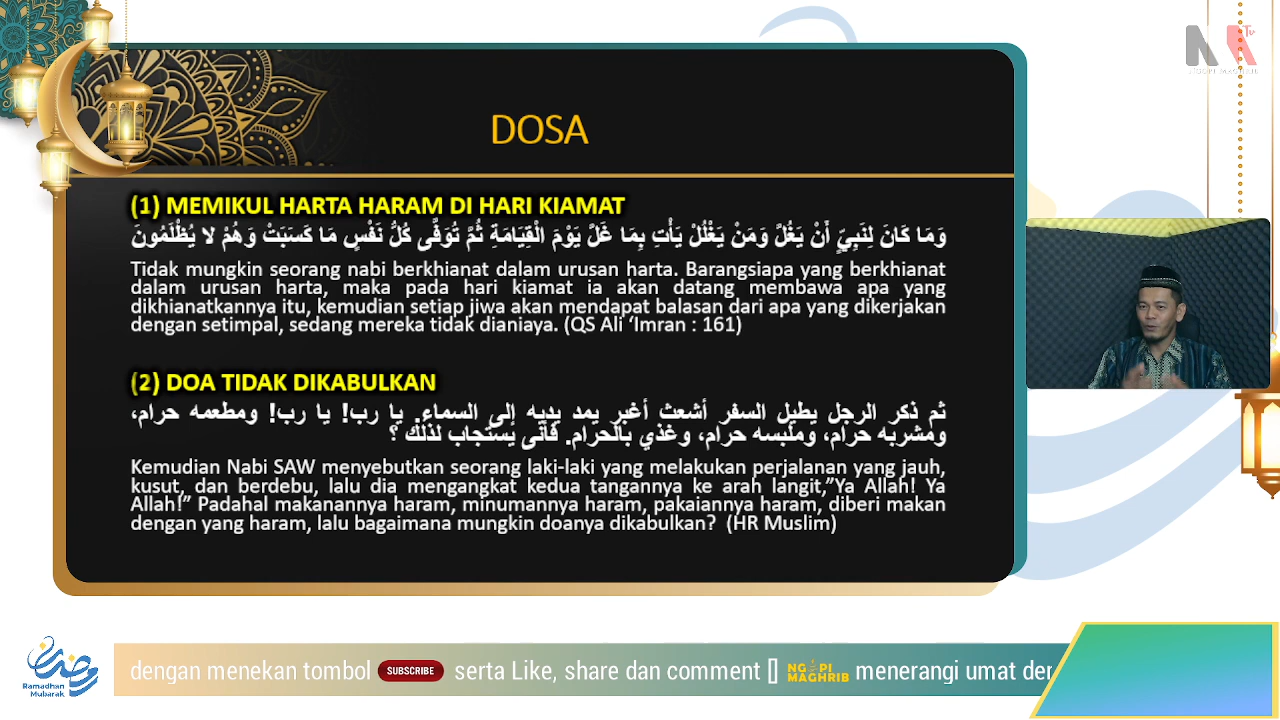 NR Tv
NGOPI MAGHRIB
DOSA
(1) MEMIKUL HARTA HARAM DI HARI KIAMAT
وَمَا كَانَ لِنَبِيٍّ أَنْ يَغُلَّ وَمَنْ يَغْلُلْ يَأْتِ بِمَا غَلَّ يَوْمَ الْقِيَامَةِ ثُمَّ تُوَفَّى كُلُّ نَفْسٍ مَا كَسَبَتْ وَهُمْ لا يُظْلَمُونَ
Tidak mungkin seorang nabi berkhianat dalam urusan harta. Barangsiapa yang berkhianat
dalam urusan harta, maka pada hari kiamat ia akan datang membawa apa yang
dikhianatkannya itu, kemudian setiap jiwa akan mendapat balasan dari apa yang dikerjakan
dengan setimpal, sedang mereka tidak dianiaya. (QS Ali ‘Imran : 161)
(2) DOA TIDAK DIKABULKAN
ثم ذكر الرجل يطيل السفر أشعث أغبر يمد يديه إلى السماء. يا رب! يا رب! ومطعمه حرام،
ومشربه حرام، وملبسه حرام، وغذي بالحرام. فأنى يستجاب لذلك ؟
Kemudian Nabi SAW menyebutkan seorang laki-laki yang melakukan perjalanan yang jauh,
kusut, dan berdebu, lalu dia mengangkat kedua tangannya ke arah langit,”Ya Allah! Ya
Allah!” Padahal makanannya haram, minumannya haram, pakaiannya haram, diberi makan
dengan yang haram, lalu bagaimana mungkin doanya dikabulkan? (HR Muslim)
رمضان
Ramadhan
Mubarak
dengan menekan tombol SUBSCRIBE serta Like, share dan comment [] NGOPI MAGHRIB menerangi umat der